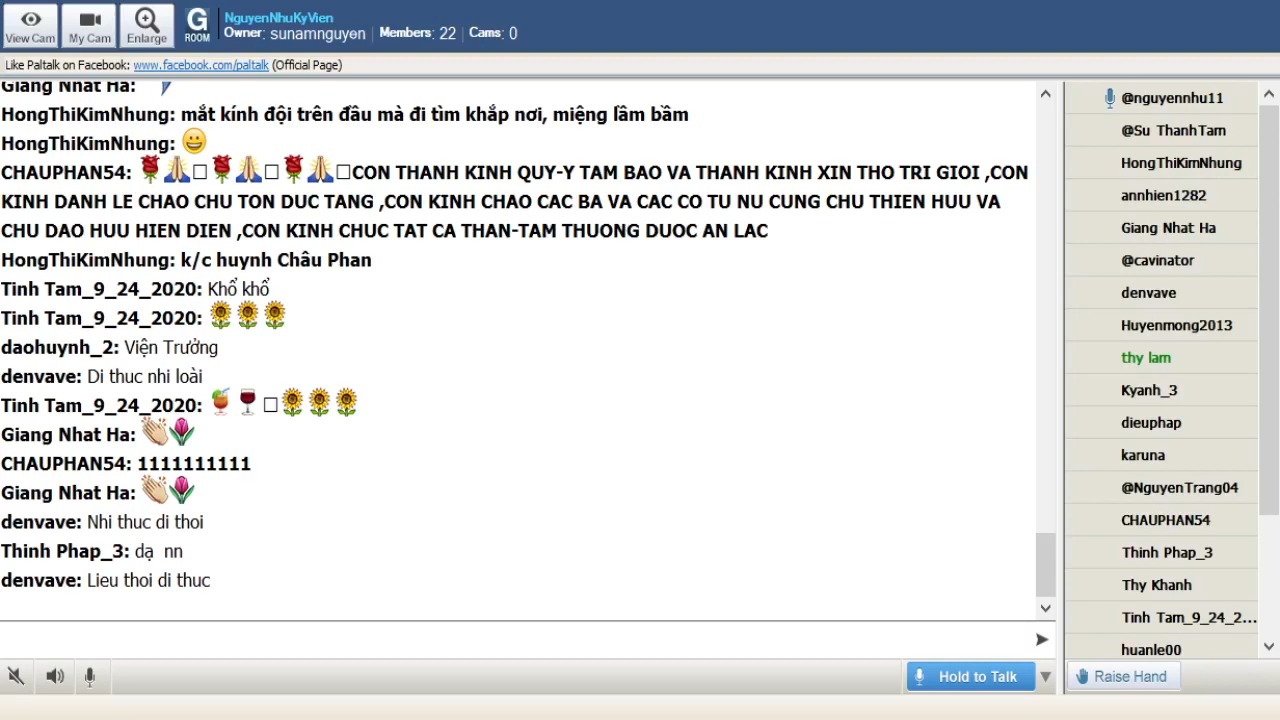 NguyenNhuKyVien
Owner: sunamnguyen | Members: 22 | Cams: 0
View Cam
My Cam
Enlarge
G
ROOM
Like Paltalk on Facebook: www.facebook.com/paltalk (Official Page)
Giang Nhat Ha:
HongThiKimNhung: mắt kính đội trên đầu mà đi tìm khắp nơi, miệng lầm bầm
HongThiKimNhung: 😀
CHAUPHAN54: 🌹🙏□🌹🙏□🌹🙏□CON THANH KINH QUY-Y TAM BAO VA THANH KINH XIN THO TRI GIOI ,CON
KINH DANH LE CHAO CHU TON DUC TANG ,CON KINH CHAO CAC BA VA CAC CO TU NU CUNG CHU THIEN HUU VA
CHU DAO HUU HIEN DIEN ,CON KINH CHUC TAT CA THAN-TAM THUONG DUOC AN LAC
HongThiKimNhung: k/c huynh Châu Phan
Tinh Tam_9_24_2020: Khổ khổ
Tinh Tam_9_24_2020: 🌻🌻🌻
daohuynh_2: Viện Trưởng
denvave: Di thuc nhi loài
Tinh Tam_9_24_2020: 🍹🍷□🌻🌻🌻
Giang Nhat Ha: 👏🌷
CHAUPHAN54: 1111111111
Giang Nhat Ha: 👏🌷
denvave: Nhi thuc di thoi
Thinh Phap_3: dạ  nn
denvave: Lieu thoi di thuc
Hold to Talk
@nguyennhu11
@Su ThanhTam
HongThiKimNhung
annhien1282
Giang Nhat Ha
@cavinator
denvave
Huyenmong2013
thy lam
Kyanh_3
dieuphap
karuna
@NguyenTrang04
CHAUPHAN54
Thinh Phap_3
Thy Khanh
Tinh Tam_9_24_2...
huanle00
Raise Hand